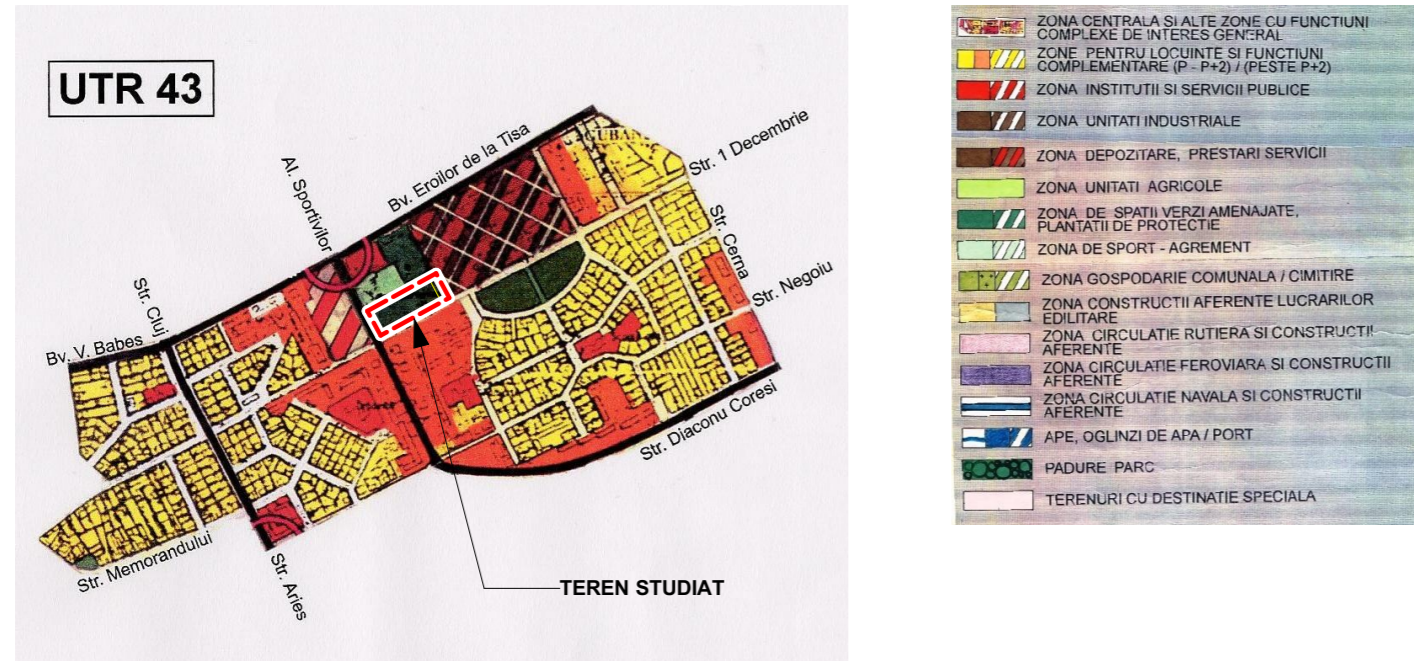 UTR 43
Bv. Eroilor de la Tisa
Str. 1 Decembrie
Al. Sportivilor
Str. Cerna
Str. Negoiu
Str. Cluj
Bv. V. Babes
Str. Diaconu Coresi
Str. Memorandului
Str. Aries
TEREN STUDIAT
ZONA CENTRALA SI ALTE ZONE CU FUNCTIUNI
COMPLEXE DE INTERES GENERAL
ZONE PENTRU LOCUINTE SI FUNCTIUNI
COMPLEMENTARE (P - P+2) / (PESTE P+2)
ZONA INSTITUTII SI SERVICII PUBLICE
ZONA UNITATI INDUSTRIALE
ZONA DEPOZITARE, PRESTARI SERVICII
ZONA UNITATI AGRICOLE
ZONA DE SPATII VERZI AMENAJATE,
PLANTATII DE PROTECTIE
ZONA DE SPORT - AGREMENT
ZONA GOSPODARIE COMUNALA / CIMITIRE
ZONA CONSTRUCTII AFERENTE LUCRARILOR
EDILITARE
ZONA CIRCULATIE RUTIERA SI CONSTRUCTII
AFERENTE
ZONA CIRCULATIE FEROVIARA SI CONSTRUCTII
AFERENTE
ZONA CIRCULATIE NAVALA SI CONSTRUCTII
AFERENTE
APE, OGLINZI DE APA / PORT
PADURE PARC
TERENURI CU DESTINATIE SPECIALA